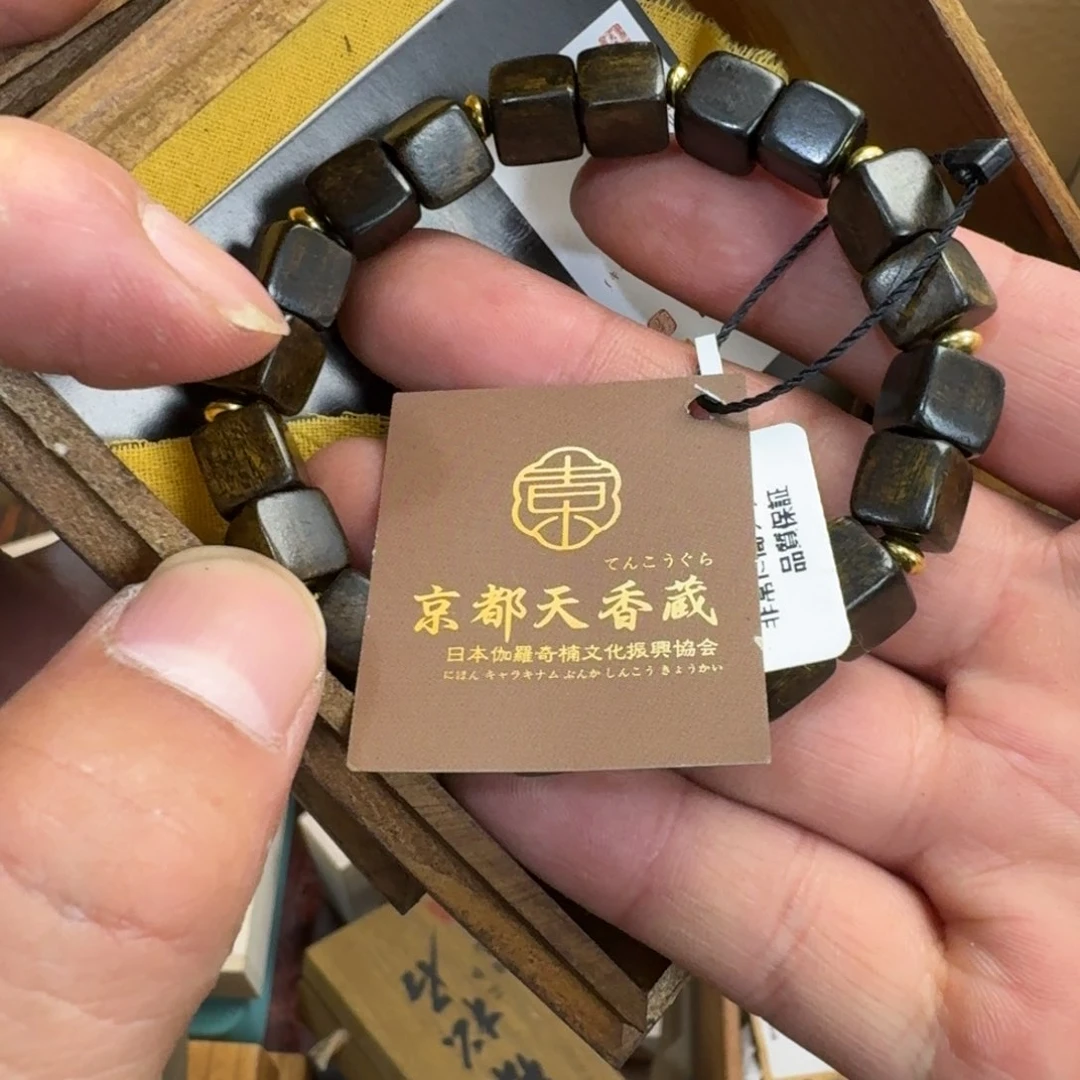 てんこうぐら
京都天香蔵
日本伽羅奇楠文化振興協会
にほん キャラキナム ぶんか しんこう きょうかい
品質保証